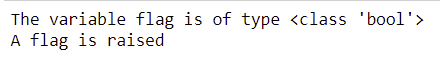 The variable flag is of type <class 'bool'>
A flag is raised